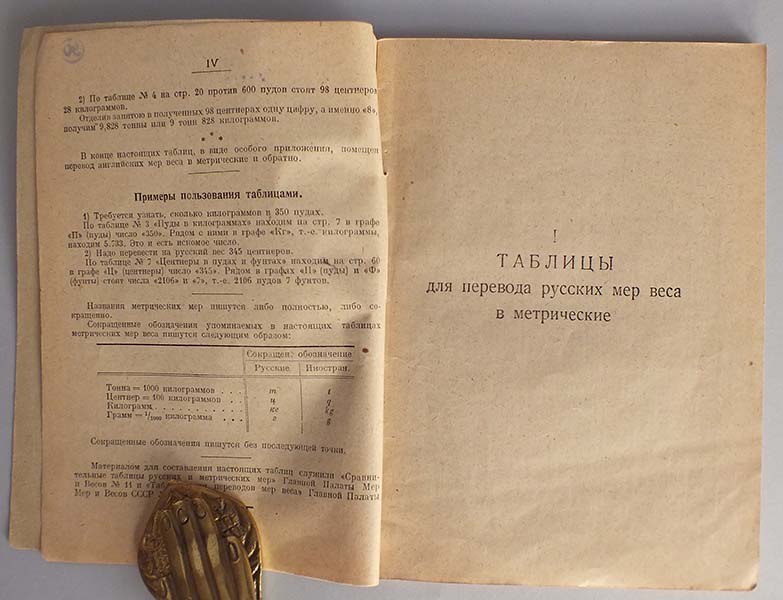 IV
2) По таблице № 4 на стр. 20 против 600 пудов стоят 98 центнеров
28 килограммов.
Отделив запятою в полученных 98 центнерах одну цифру, а именно «8»,
получим 9,828 тонны или 9 тонн 828 килограммов.
* * *
В конце настоящих таблиц, в виде особого приложения, помещен
перевод английских мер веса в метрические и обратно.
Примеры пользования таблицами.
1) Требуется узнать, сколько килограммов в 350 пудах.
По таблице № 3 «Пуды в килограммах» находим на стр. 7 в графе
«П» (пуды) число «350». Рядом с ними в графе «Кг», т.-е. килограммы,
находим 5.733. Это и есть искомое число.
2) Надо перевести на русский вес 345 центнеров.
По таблице № 7 «Центнеры в пудах и фунтах» находим на стр. 60
в графе «Ц» (центнеры) число «345». Рядом в графах «П» (пуды) и «Ф»
(фунты) стоят числа «2106» и «7», т.-е. 2106 пудов 7 фунтов.
Названия метрических мер пишутся либо полностью, либо со-
кращенно.
Сокращенные обозначения упоминаемых в настоящих таблицах
метрических мер веса пишутся следующим образом:
Сокращен. обозначение
Русские Иностран.
Тонна = 1000 килограммов . . . т t
Центнер = 100 килограммов . . . ц q
Килограмм . . . . . . . . . кг kg
Грамм = 1/1000 килограмма . . . г g
Сокращенные обозначения пишутся без последующей точки.
Материалом для составления настоящих таблиц служили «Сравни-
тельные таблицы русских и метрических мер» Главной Палаты Мер
и Весов № 11 и «Таб переводов мер веса» Главной Палаты
Мер и Весов СССР
I
ТАБЛИЦЫ
для перевода русских мер веса
в метрические